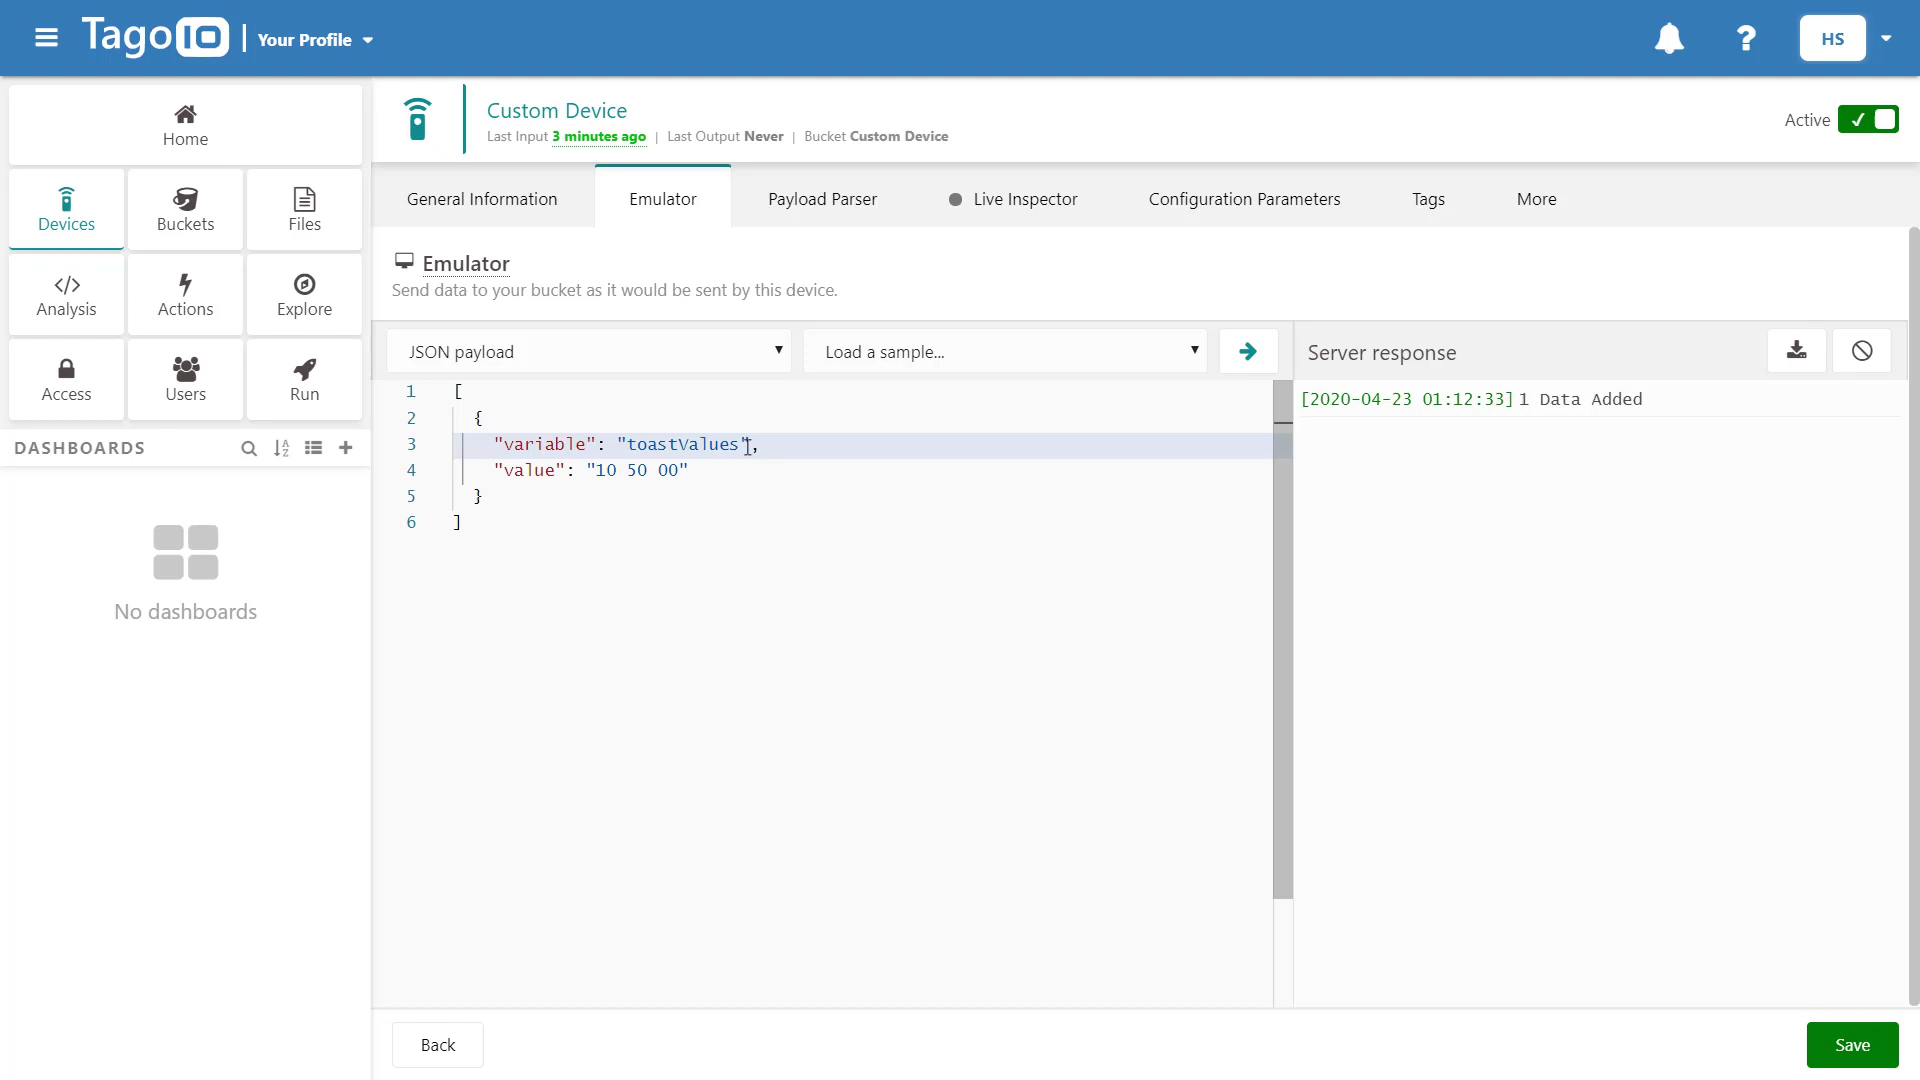 TagoIO | Your Profile
HS
Home
Devices
Buckets
Files
Analysis
Actions
Explore
Access
Users
Run
DASHBOARDS
No dashboards
Custom Device
Last Input 3 minutes ago | Last Output Never | Bucket Custom Device
Active
General Information
Emulator
Payload Parser
Live Inspector
Configuration Parameters
Tags
More
Emulator
Send data to your bucket as it would be sent by this device.
JSON payload
Load a sample...
Server response
1 [
2 {
3 "variable": "toastValues",
4 "value": "10 50 00"
5 }
6 ]
[2020-04-23 01:12:33] 1 Data Added
Back
Save